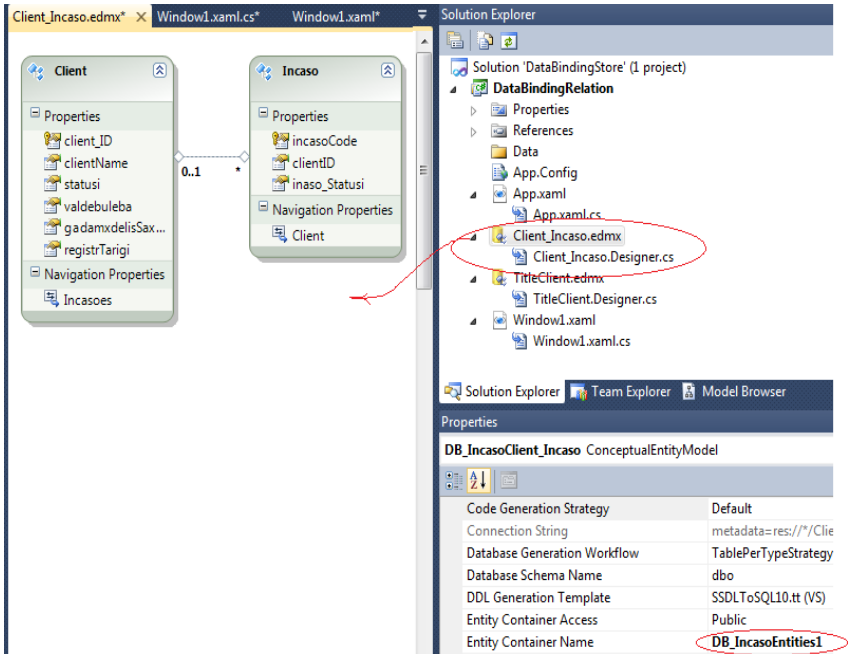 Client_Incaso.edmx* Window1.xaml.cs* Window1.xaml*
Client
Properties
client_ID
clientName
statusi
valdebuleba
gadamxdelisSax...
registrTarigi
Navigation Properties
Incasoes
0..1 *
Incaso
Properties
incasoCode
clientID
inaso_Statusi
Navigation Properties
Client
Solution Explorer
Solution 'DataBindingStore' (1 project)
DataBindingRelation
Properties
References
Data
App.Config
App.xaml
App.xaml.cs
Client_Incaso.edmx
Client_Incaso.Designer.cs
TitleClient.edmx
TitleClient.Designer.cs
Window1.xaml
Window1.xaml.cs
Solution Explorer Team Explorer Model Browser
Properties
DB_IncasoClient_Incaso ConceptualEntityModel
Code Generation Strategy Default
Connection String metadata=res://*/Clie
Database Generation Workflow TablePerTypeStrategy
Database Schema Name dbo
DDL Generation Template SSDLToSQL10.tt (VS)
Entity Container Access Public
Entity Container Name DB_IncasoEntities1